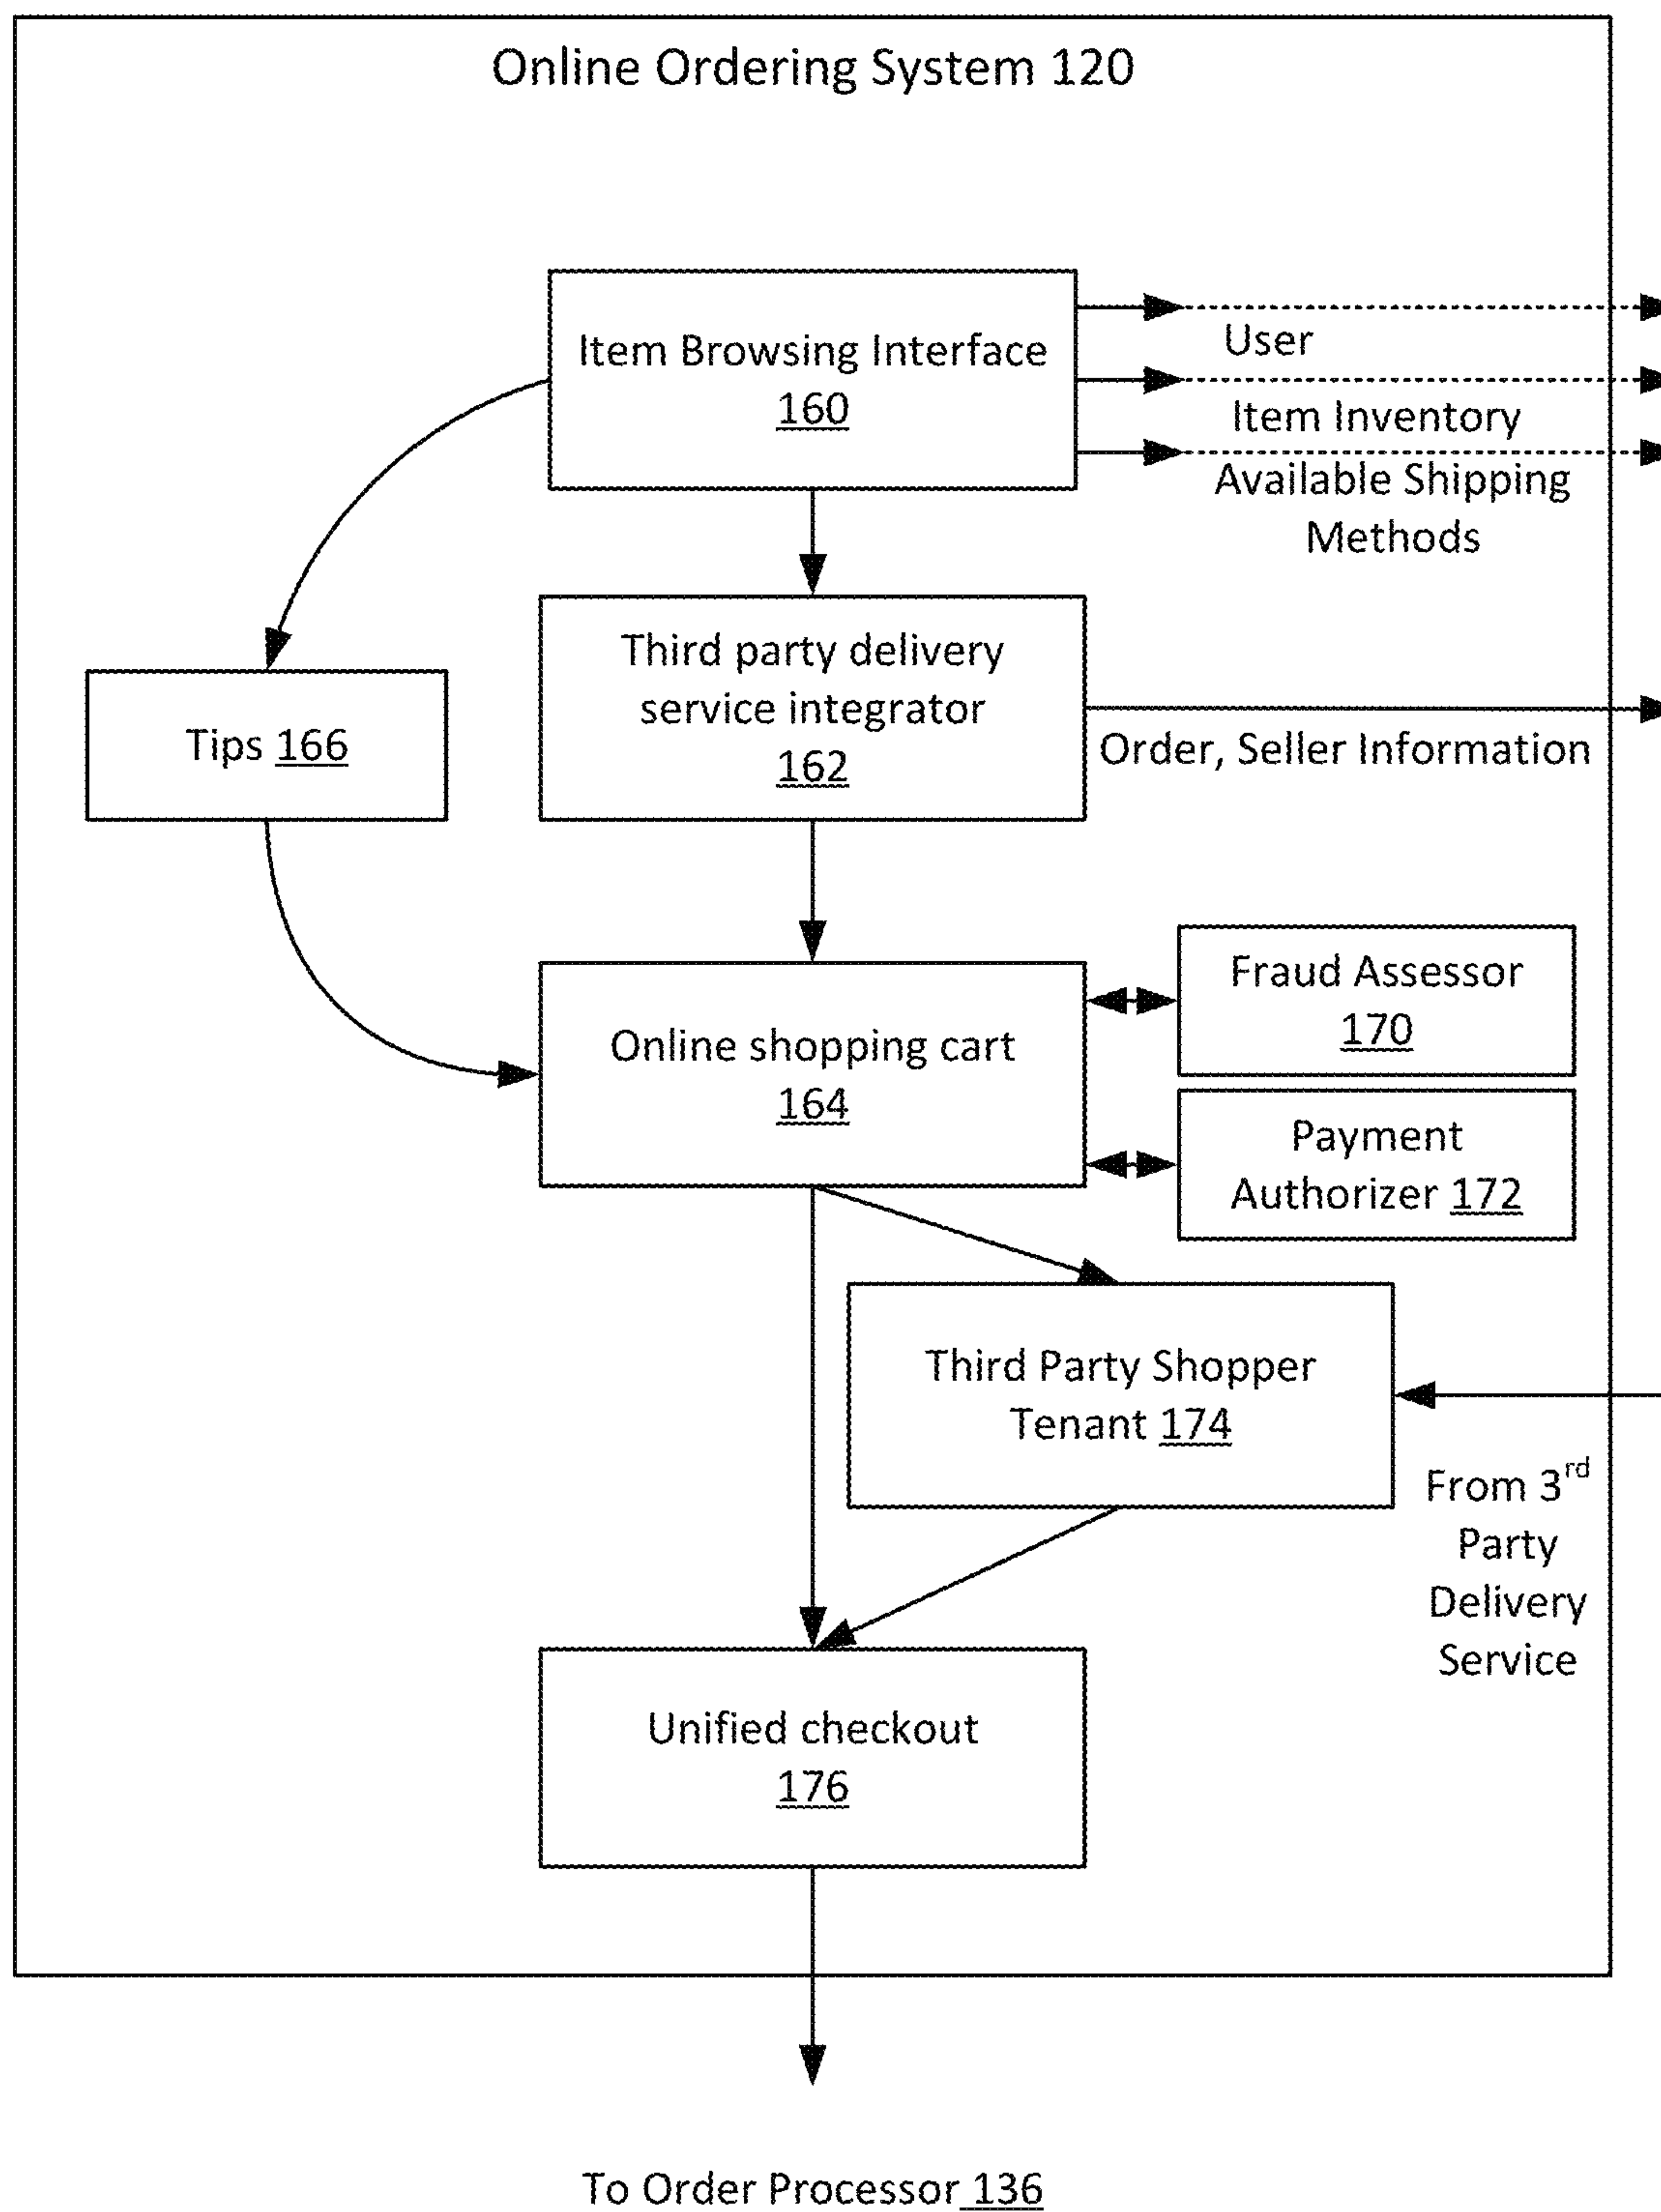 Online Ordering System 120
Item Browsing Interface
160
User
Item Inventory
Available Shipping
Methods
Third party delivery
service integrator
162
Tips 166
Order, Seller Information
Online shopping cart
164
Fraud Assessor
170
Payment
Authorizer 172
Third Party Shopper
Tenant 174
From 3rd
Party
Delivery
Service
Unified checkout
176
To Order Processor 136